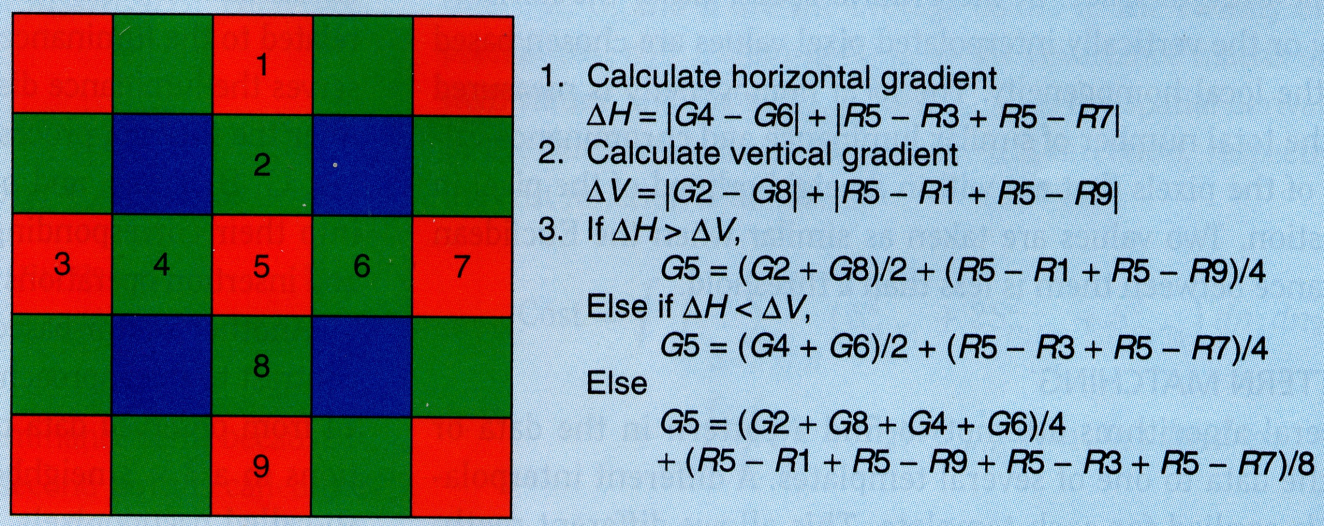 1
2
3 4 5 6 7
8
9
1. Calculate horizontal gradient
ΔH = |G4 – G6| + |R5 – R3 + R5 – R7|
2. Calculate vertical gradient
ΔV = |G2 – G8| + |R5 – R1 + R5 – R9|
3. If ΔH > ΔV,
G5 = (G2 + G8)/2 + (R5 – R1 + R5 – R9)/4
Else if ΔH < ΔV,
G5 = (G4 + G6)/2 + (R5 – R3 + R5 – R7)/4
Else
G5 = (G2 + G8 + G4 + G6)/4
+ (R5 – R1 + R5 – R9 + R5 – R3 + R5 – R7)/8